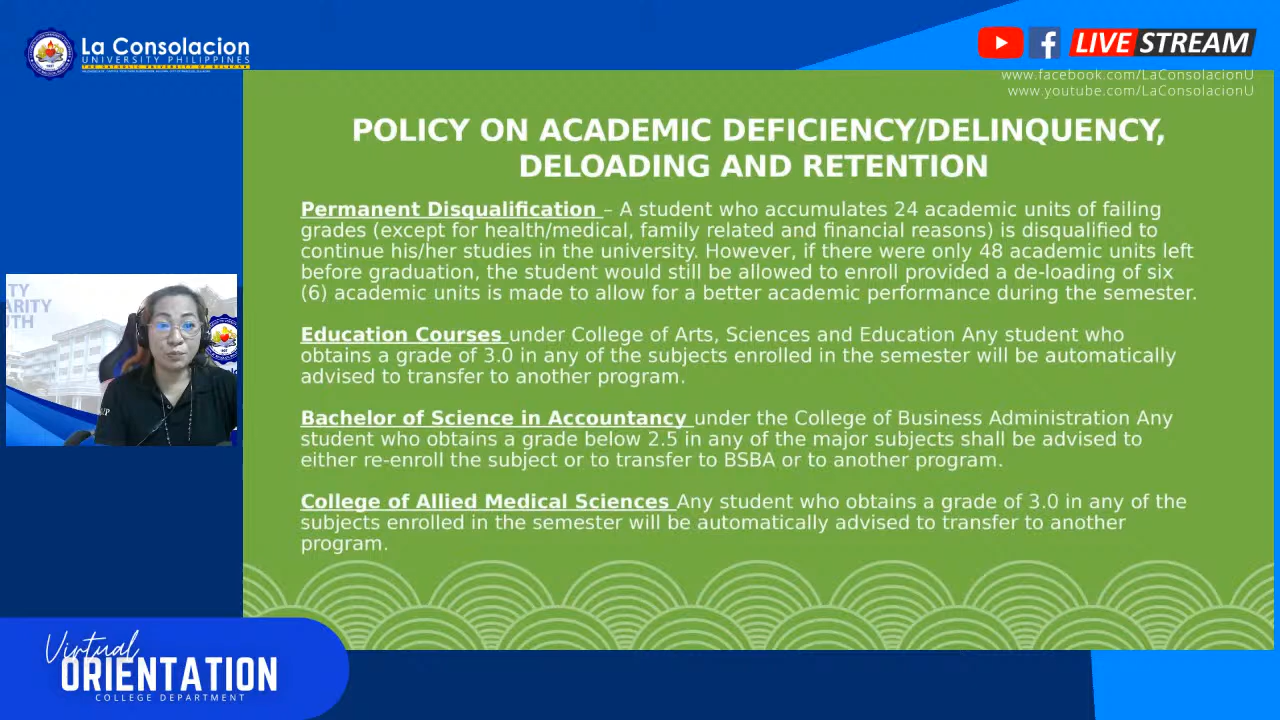 La Consolacion
UNIVERSITY PHILIPPINES
LIVE STREAM
www.facebook.com/LaConsolacionU
www.youtube.com/LaConsolacionU
POLICY ON ACADEMIC DEFICIENCY/DELINQUENCY,
DELOADING AND RETENTION
Permanent Disqualification – A student who accumulates 24 academic units of failing
grades (except for health/medical, family related and financial reasons) is disqualified to
continue his/her studies in the university. However, if there were only 48 academic units left
before graduation, the student would still be allowed to enroll provided a de-loading of six
(6) academic units is made to allow for a better academic performance during the semester.
Education Courses under College of Arts, Sciences and Education Any student who
obtains a grade of 3.0 in any of the subjects enrolled in the semester will be automatically
advised to transfer to another program.
Bachelor of Science in Accountancy under the College of Business Administration Any
student who obtains a grade below 2.5 in any of the major subjects shall be advised to
either re-enroll the subject or to transfer to BSBA or to another program.
College of Allied Medical Sciences Any student who obtains a grade of 3.0 in any of the
subjects enrolled in the semester will be automatically advised to transfer to another
program.
Virtual
ORIENTATION
COLLEGE DEPARTMENT